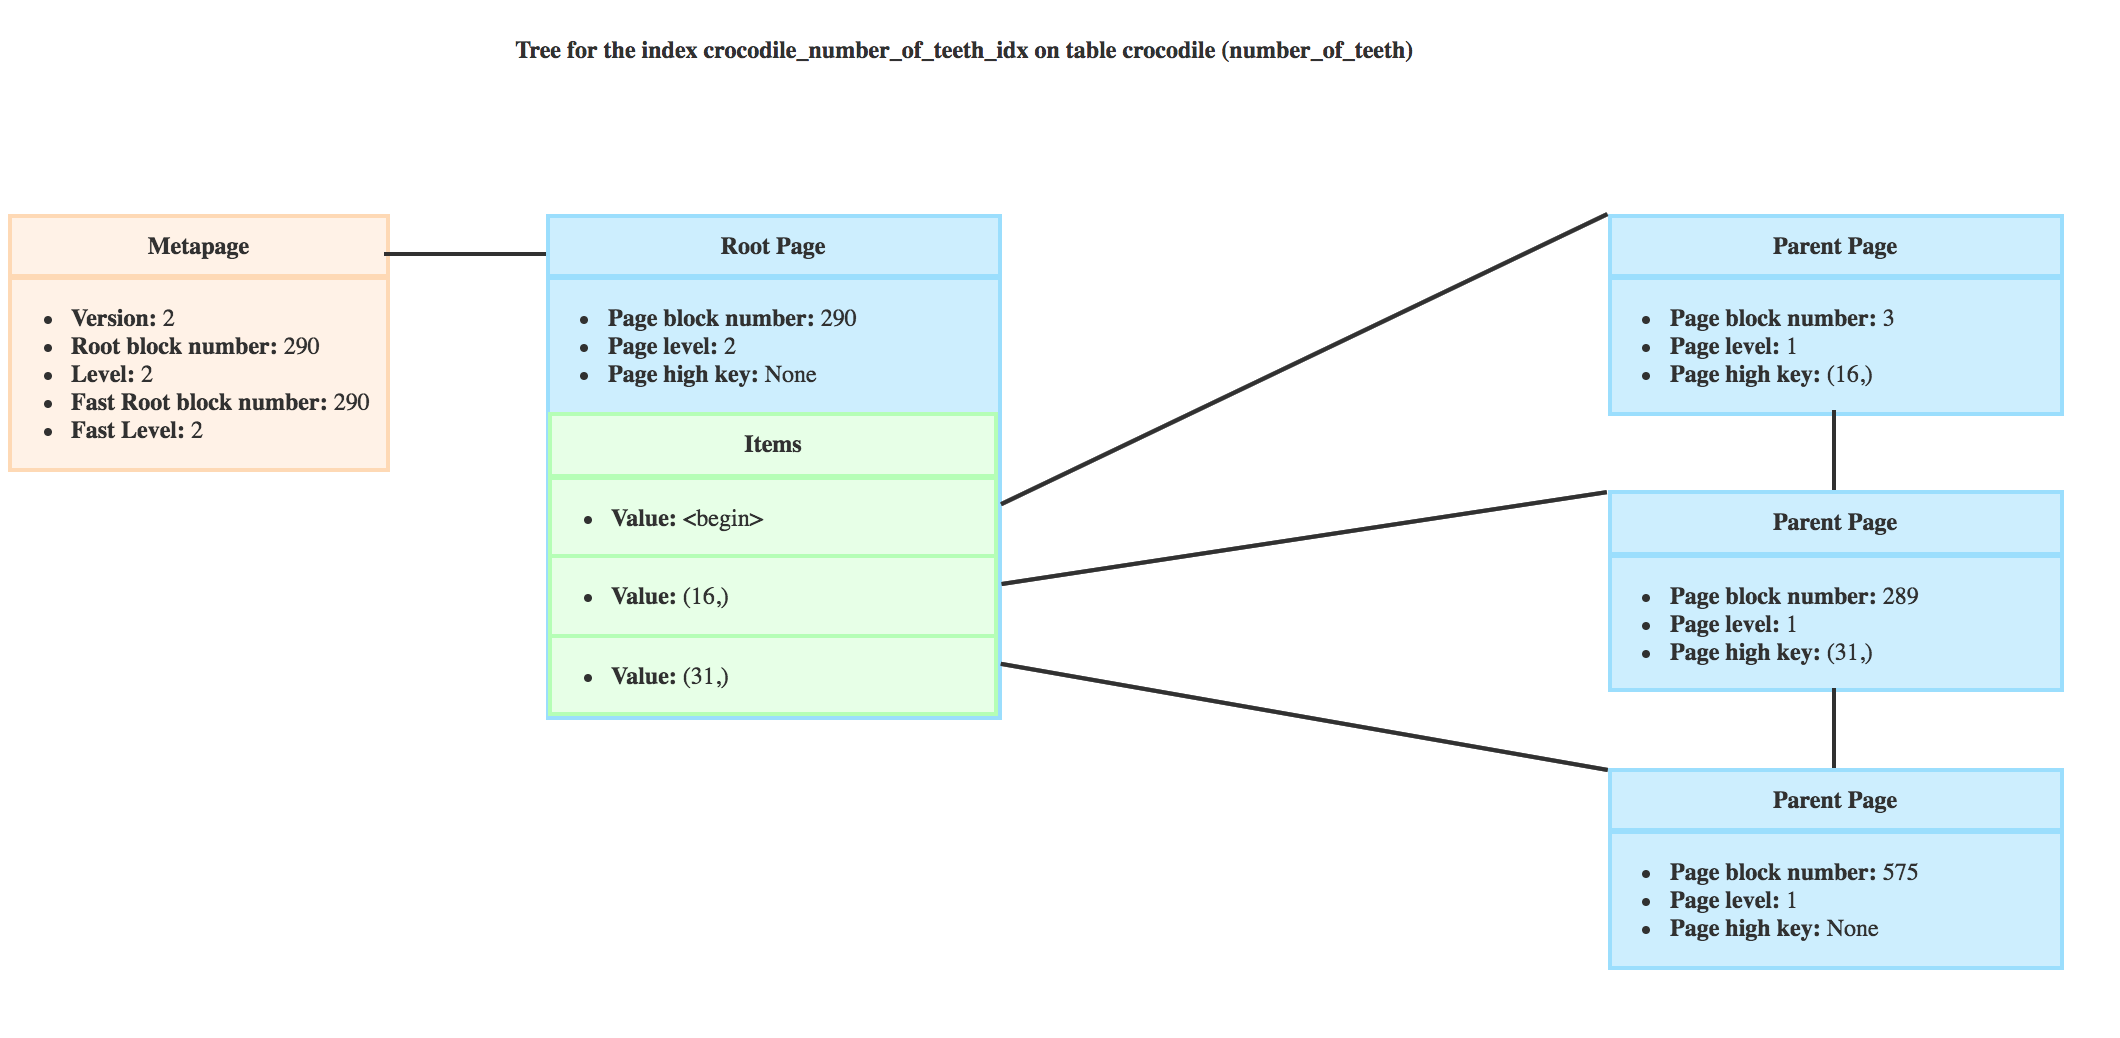 Tree for the index crocodile_number_of_teeth_idx on table crocodile (number_of_teeth)
Metapage
• Version: 2
• Root block number: 290
• Level: 2
• Fast Root block number: 290
• Fast Level: 2
Root Page
• Page block number: 290
• Page level: 2
• Page high key: None
Items
• Value: <begin>
• Value: (16,)
• Value: (31,)
Parent Page
• Page block number: 3
• Page level: 1
• Page high key: (16,)
Parent Page
• Page block number: 289
• Page level: 1
• Page high key: (31,)
Parent Page
• Page block number: 575
• Page level: 1
• Page high key: None